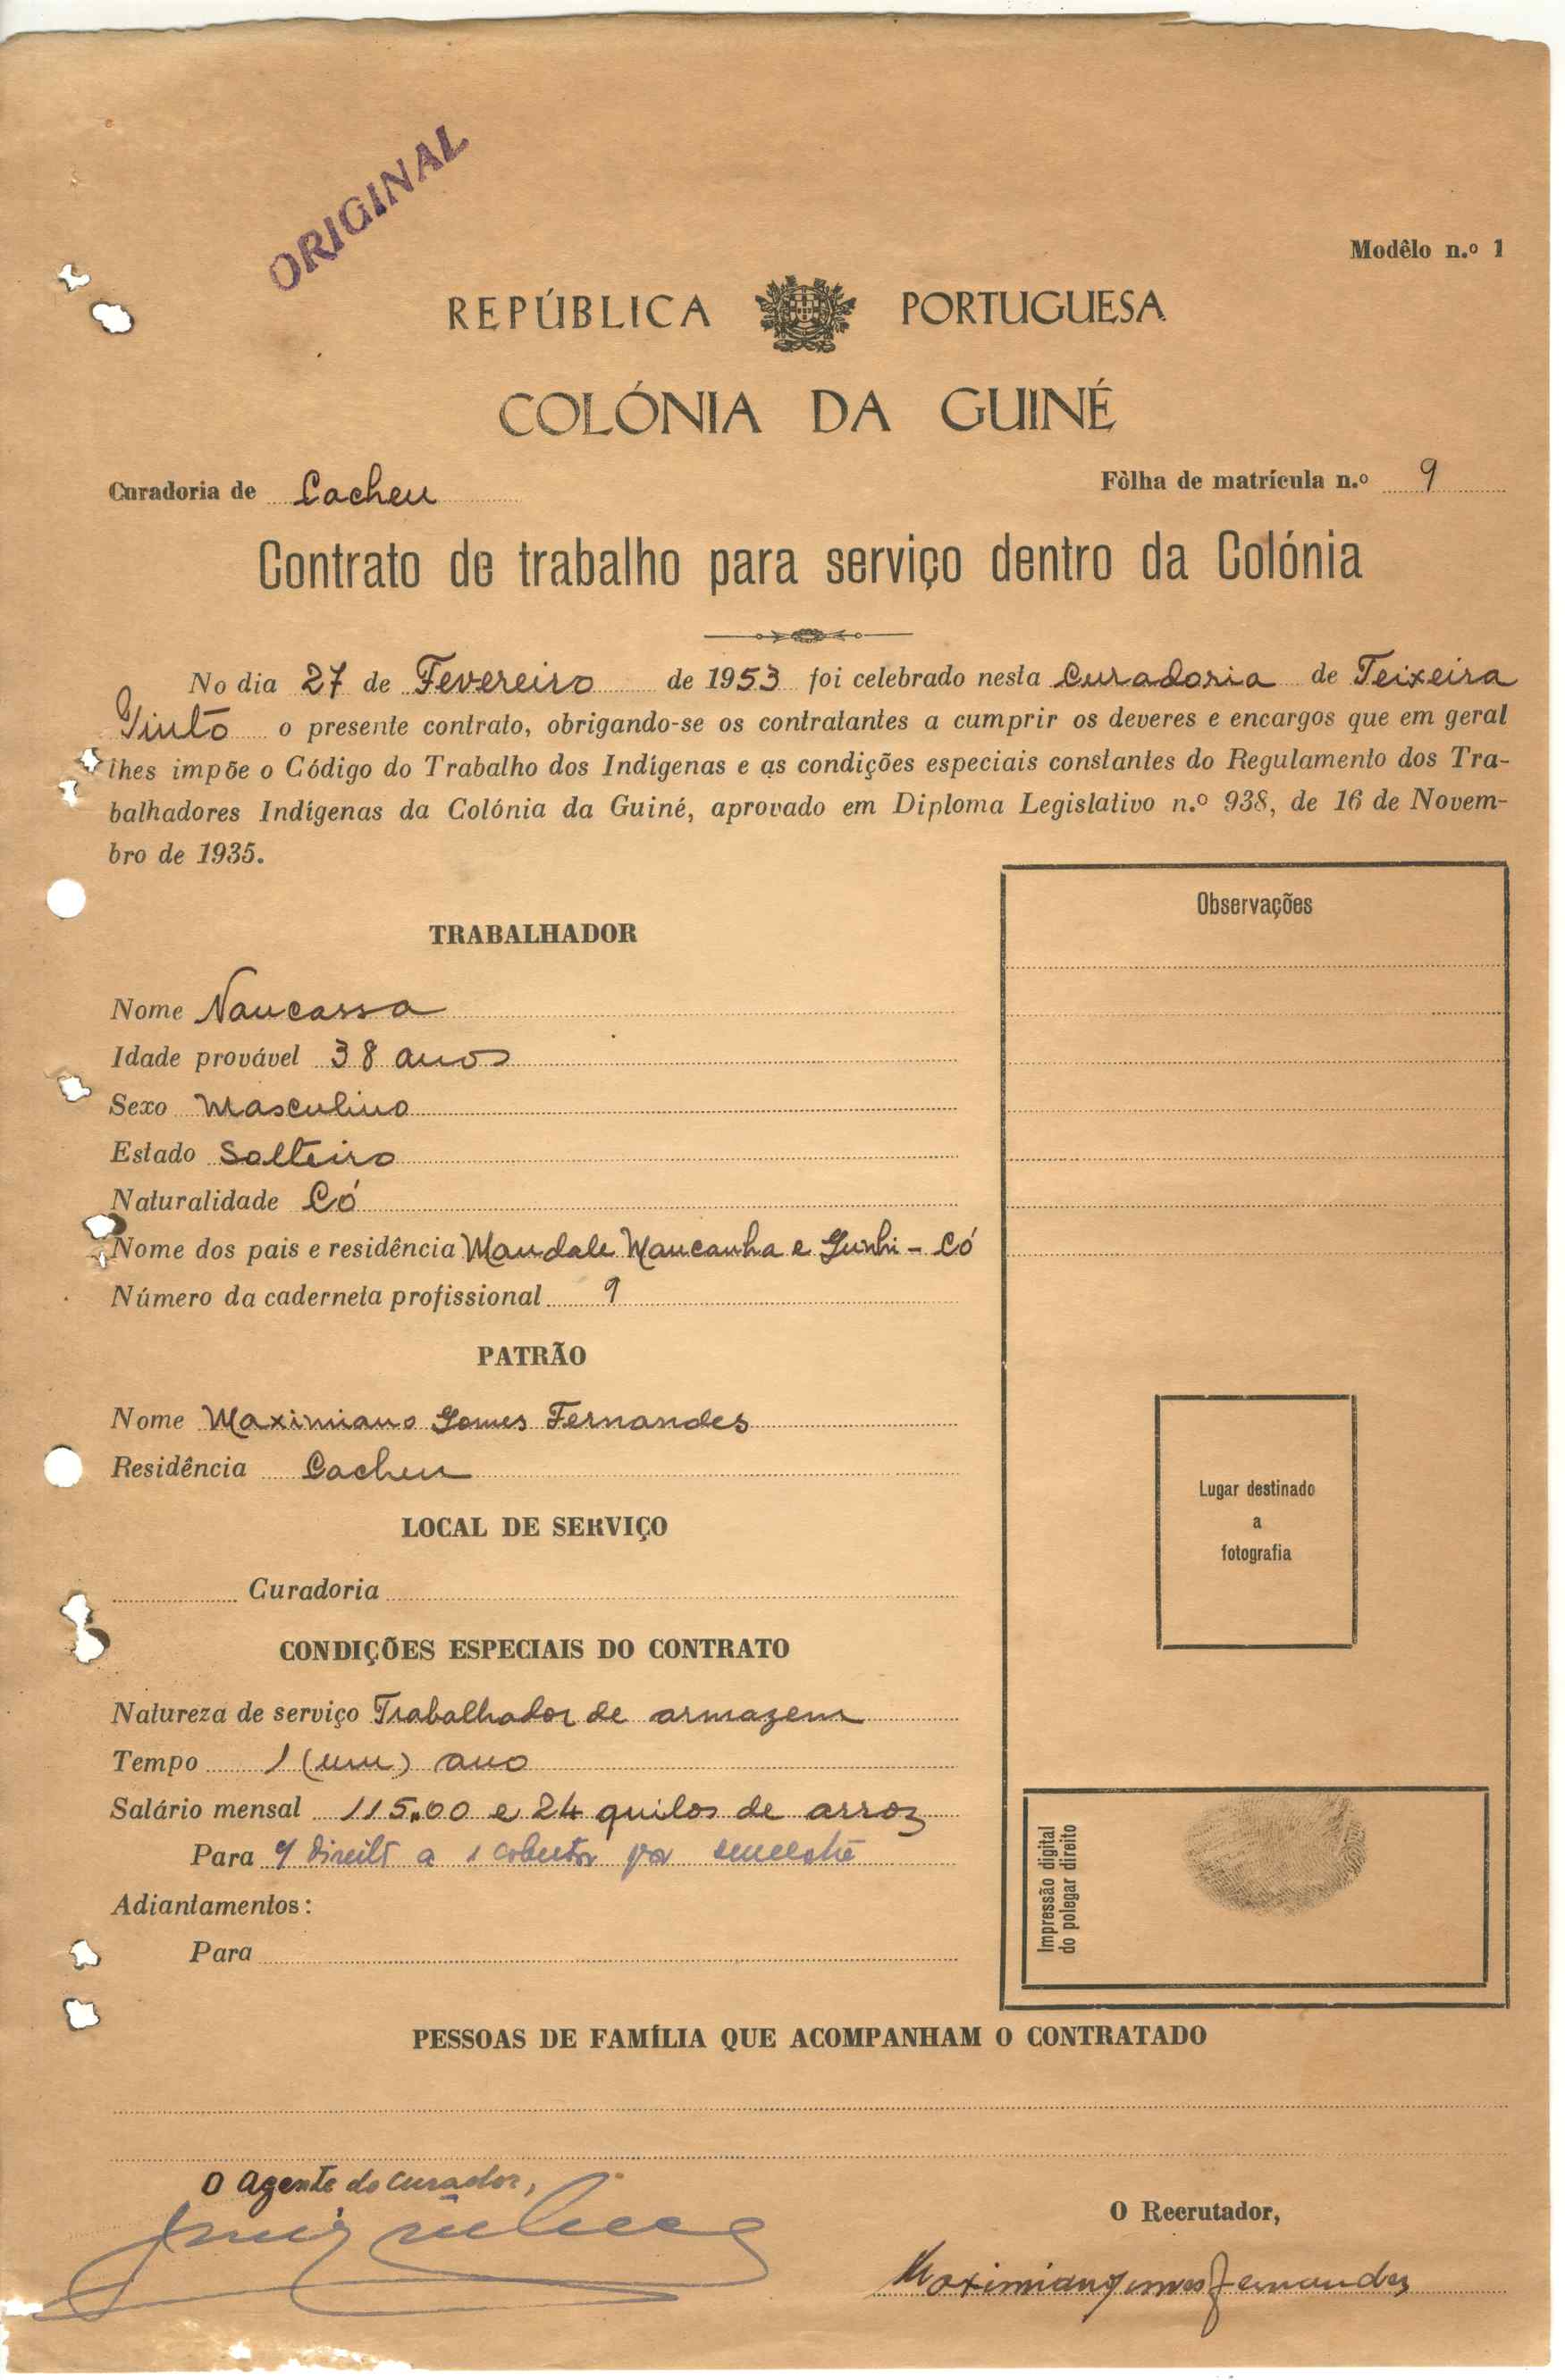 ORIGINAL
Modêlo n.º 1
REPÚBLICA PORTUGUESA
COLÓNIA DA GUINÉ
Curadoria de Cacheu
Fôlha de matrícula n.º 9
Contrato de trabalho para serviço dentro da Colónia
No dia 27 de Fevereiro de 1953 foi celebrado nesta Curadoria de Teixeira
Pinto o presente contrato, obrigando-se os contratantes a cumprir os deveres e encargos que em geral
lhes impõe o Código do Trabalho dos Indígenas e as condições especiais constantes do Regulamento dos Tra-
balhadores Indígenas da Colónia da Guiné, aprovado em Diploma Legislativo n.º 938, de 16 de Novem-
bro de 1935.
Observações
TRABALHADOR
Nome Naucassa
Idade provável 38 anos
Sexo Masculino
Estado Solteiro
Naturalidade Có
Nome dos pais e residência Mandale Mancanha e Gunhi - Có
Número da caderneta profissional 9
PATRÃO
Nome Maximiano Gomes Fernandes
Residência Cacheu
Lugar destinado
a
fotografia
LOCAL DE SERVIÇO
Curadoria
CONDIÇÕES ESPECIAIS DO CONTRATO
Natureza de serviço Trabalhador de armazem
Tempo 1 (um) ano
Salário mensal 115.00 e 24 quilos de arroz
Para direito a 1 cobertor por semestre
Adiantamentos:
Para
Impressão digital
do polegar direito
PESSOAS DE FAMÍLIA QUE ACOMPANHAM O CONTRATADO
O Agente do Curador,
O Recrutador,
Maximiano Gomes Fernandes